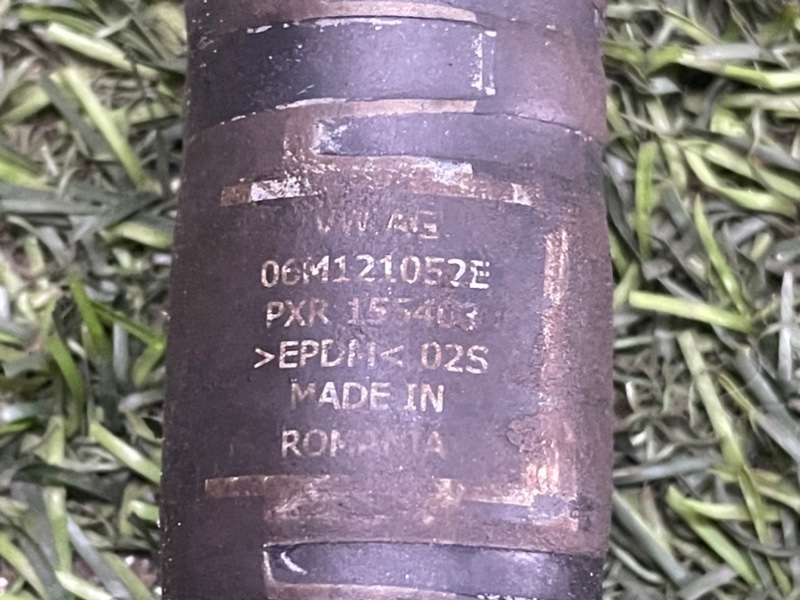 VW AG
06M121052E
PXR 155403
>EPDM< 02S
MADE IN
ROMANIA